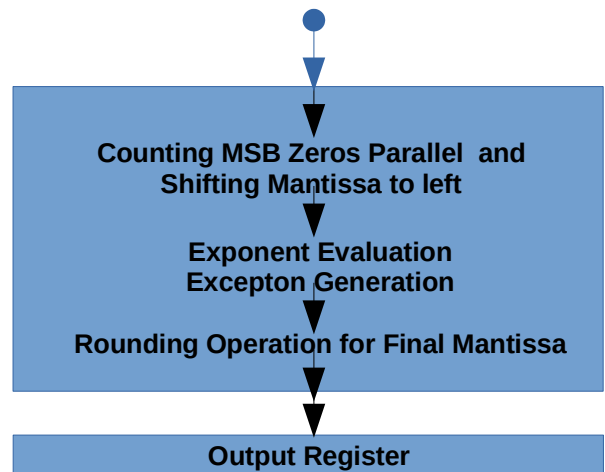 Counting MSB Zeros Parallel and
Shifting Mantissa to left
Exponent Evaluation
Excepton Generation
Rounding Operation for Final Mantissa
Output Register